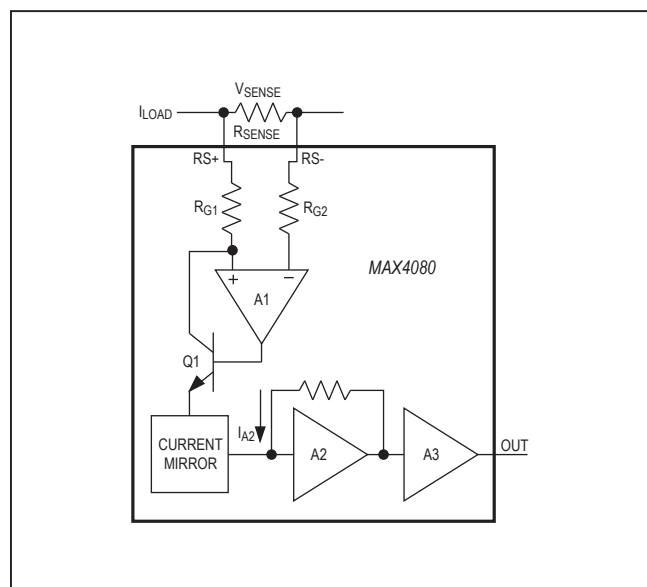 VSENSE
ILOAD
RSENSE
RS+
RS-
RG1
RG2
MAX4080
+
−
A1
Q1
IA2
CURRENT
MIRROR
A2
A3
OUT